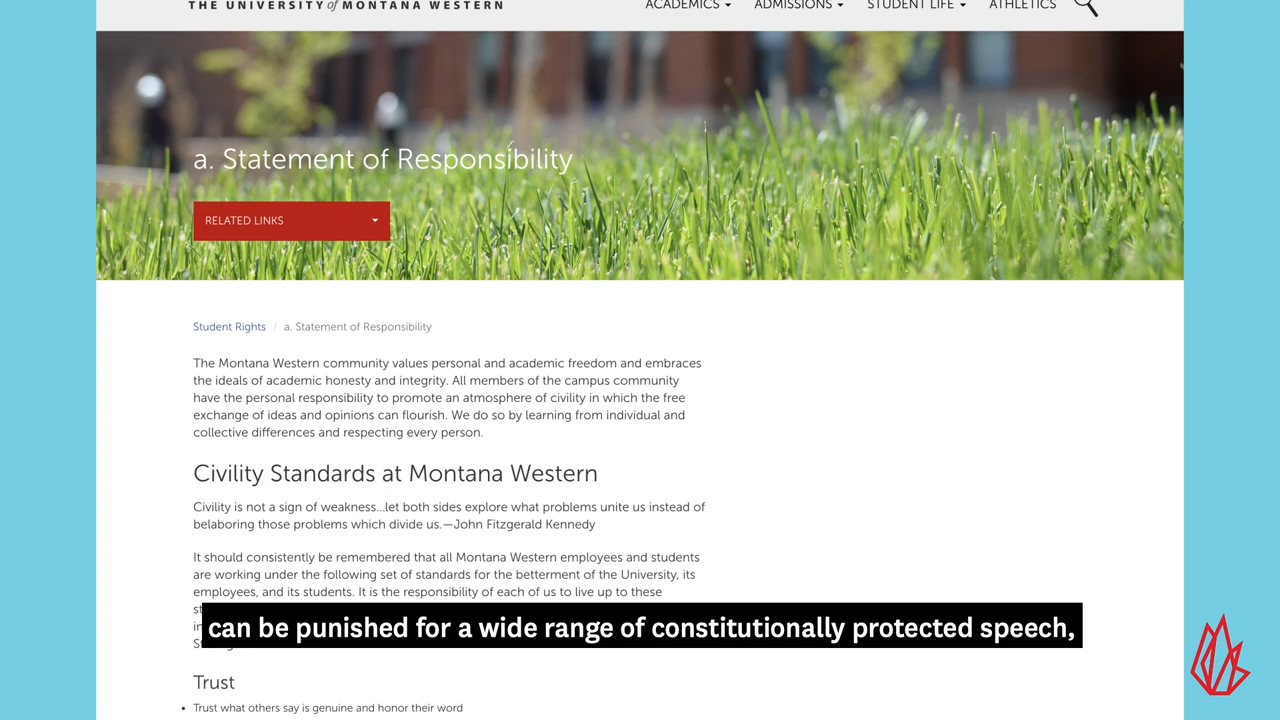 THE UNIVERSITY of MONTANA WESTERN
ACADEMICS ADMISSIONS STUDENT LIFE ATHLETICS
a. Statement of Responsibility
RELATED LINKS
Student Rights / a. Statement of Responsibility
The Montana Western community values personal and academic freedom and embraces
the ideals of academic honesty and integrity. All members of the campus community
have the personal responsibility to promote an atmosphere of civility in which the free
exchange of ideas and opinions can flourish. We do so by learning from individual and
collective differences and respecting every person.
Civility Standards at Montana Western
Civility is not a sign of weakness...let both sides explore what problems unite us instead of
belaboring those problems which divide us.—John Fitzgerald Kennedy
It should consistently be remembered that all Montana Western employees and students
are working under the following set of standards for the betterment of the University, its
employees, and its students. It is the responsibility of each of us to live up to these
can be punished for a wide range of constitutionally protected speech,
Trust
• Trust what others say is genuine and honor their word